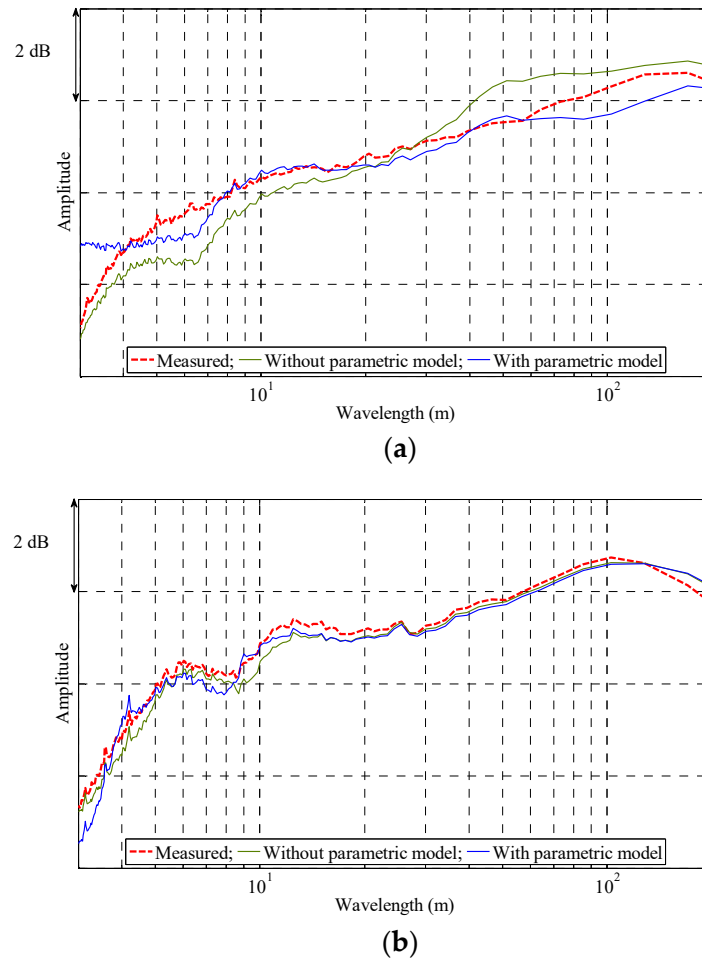 2 dB
Amplitude
Measured; Without parametric model; With parametric model
10¹ 10²
Wavelength (m)
(a)
2 dB
Amplitude
Measured; Without parametric model; With parametric model
10¹ 10²
Wavelength (m)
(b)